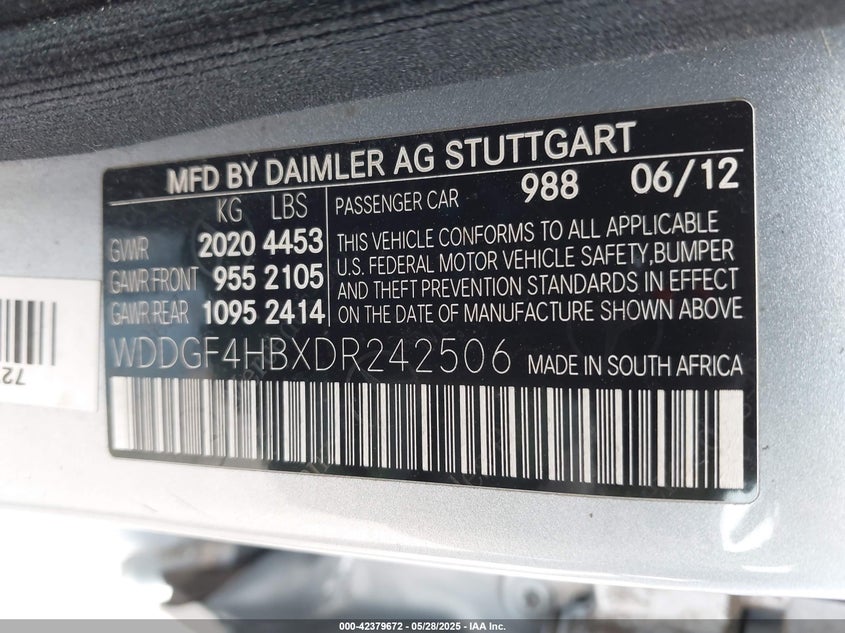 MFD BY DAIMLER AG STUTTGART
KG LBS
GVWR 2020 4453
GAWR FRONT 955 2105
GAWR REAR 1095 2414
PASSENGER CAR 988 06/12
THIS VEHICLE CONFORMS TO ALL APPLICABLE
U.S. FEDERAL MOTOR VEHICLE SAFETY,BUMPER
AND THEFT PREVENTION STANDARDS IN EFFECT
ON THE DATE OF MANUFACTURE SHOWN ABOVE
WDDGF4HBXDR242506 MADE IN SOUTH AFRICA
000-42379672 - 05/28/2025 - IAA Inc.